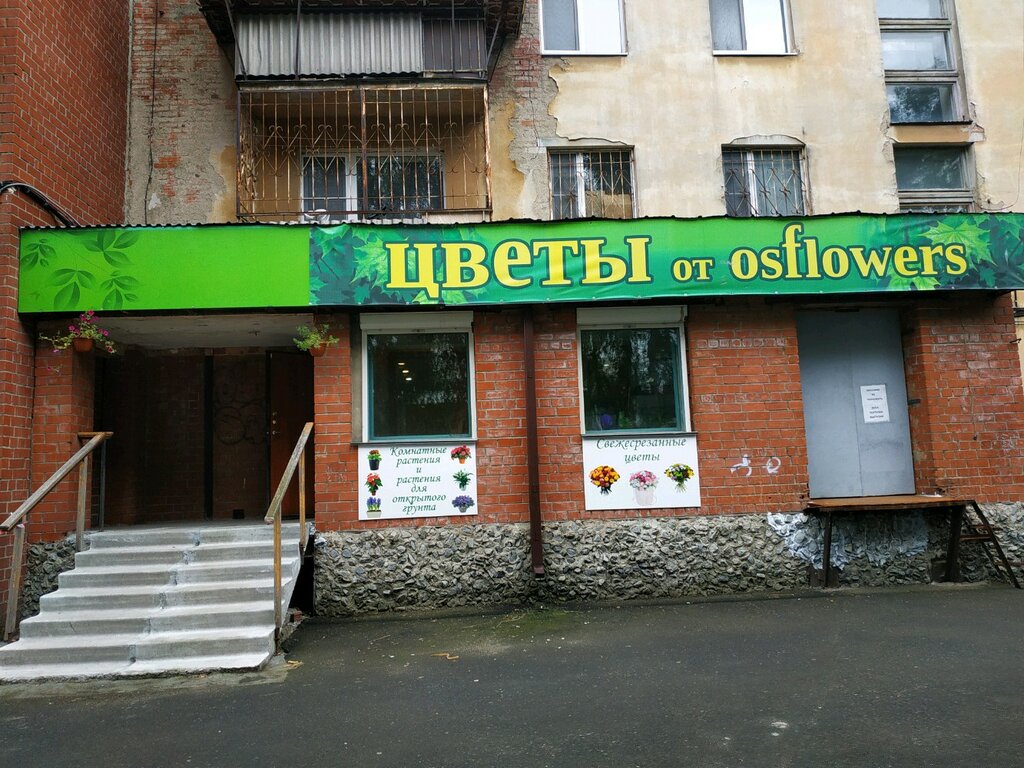 цветы от osflowers
Комнатные
растения
и
растения
для
открытого
грунта
Свежесрезанные
цветы